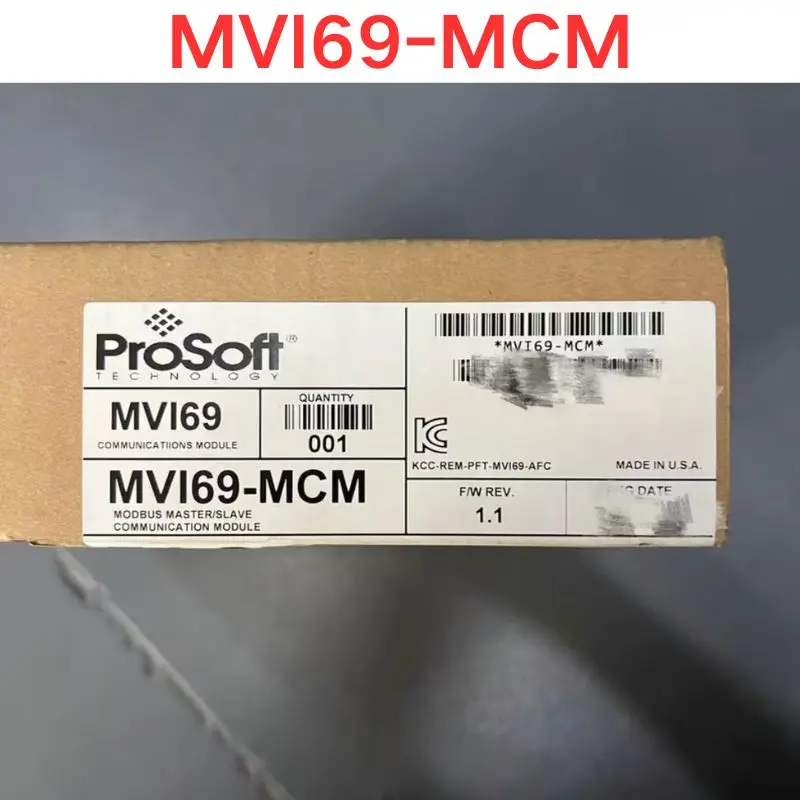 MVI69-MCM
ProSoft®
TECHNOLOGY
MVI69
COMMUNICATIIONS MODULE
QUANTITY
001
MVI69-MCM
MODBUS MASTER/SLAVE
COMMUNICATION MODULE
*MVI69-MCM*
KCC-REM-PFT-MVI69-AFC
MADE IN U.S.A.
F/W REV.
1.1
DATE